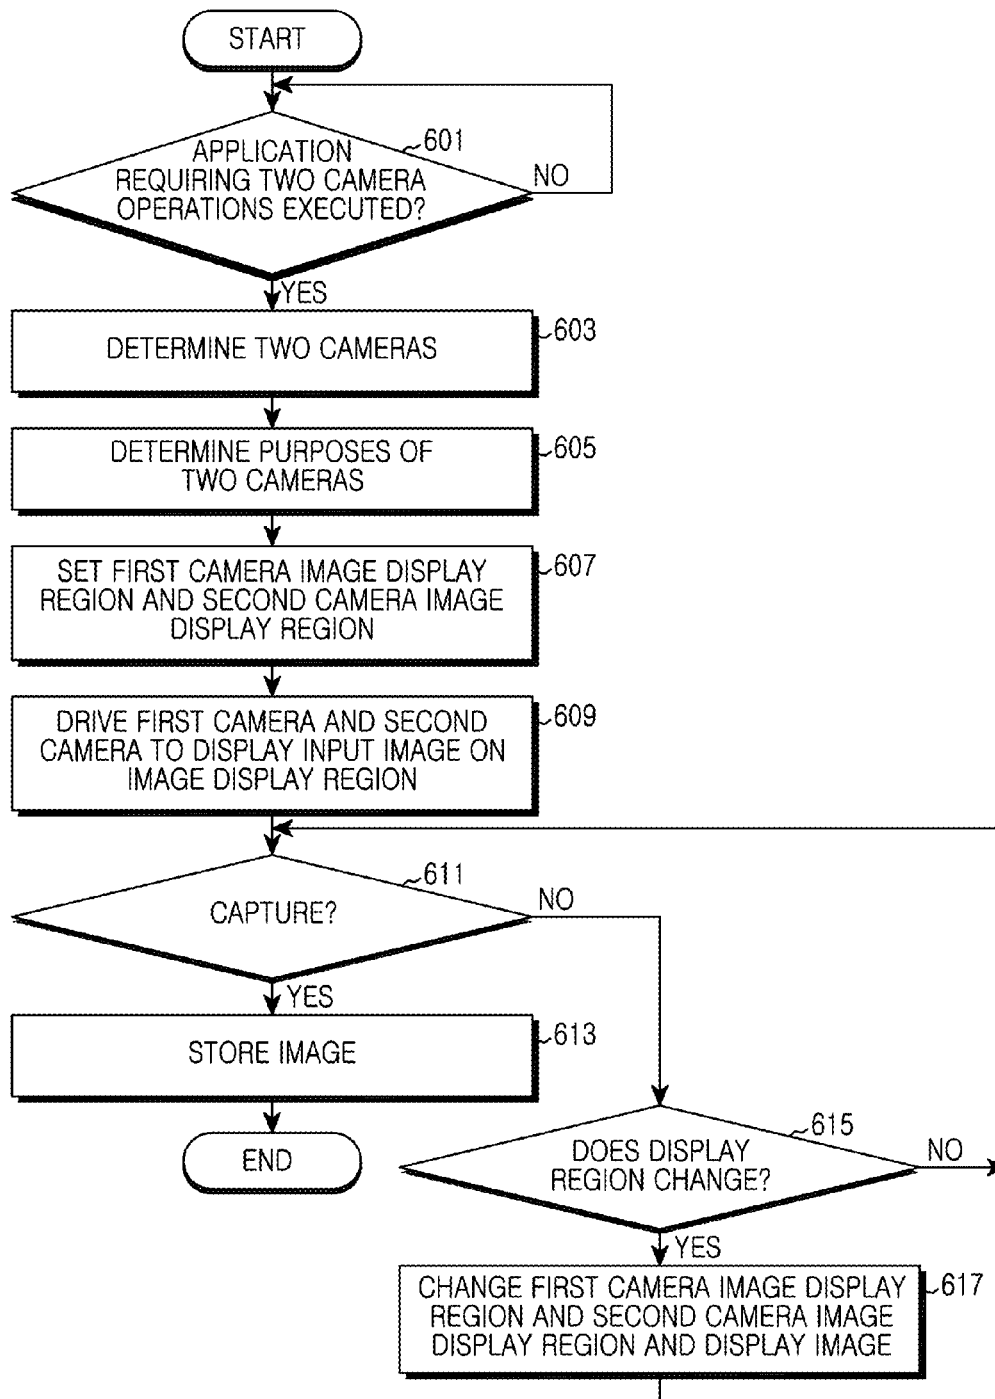 START
601
APPLICATION
REQUIRING TWO CAMERA
OPERATIONS EXECUTED?
NO
YES
603
DETERMINE TWO CAMERAS
605
DETERMINE PURPOSES OF
TWO CAMERAS
607
SET FIRST CAMERA IMAGE DISPLAY
REGION AND SECOND CAMERA IMAGE
DISPLAY REGION
609
DRIVE FIRST CAMERA AND SECOND
CAMERA TO DISPLAY INPUT IMAGE ON
IMAGE DISPLAY REGION
611
CAPTURE?
NO
YES
613
STORE IMAGE
END
615
DOES DISPLAY
REGION CHANGE?
NO
YES
617
CHANGE FIRST CAMERA IMAGE DISPLAY
REGION AND SECOND CAMERA IMAGE
DISPLAY REGION AND DISPLAY IMAGE